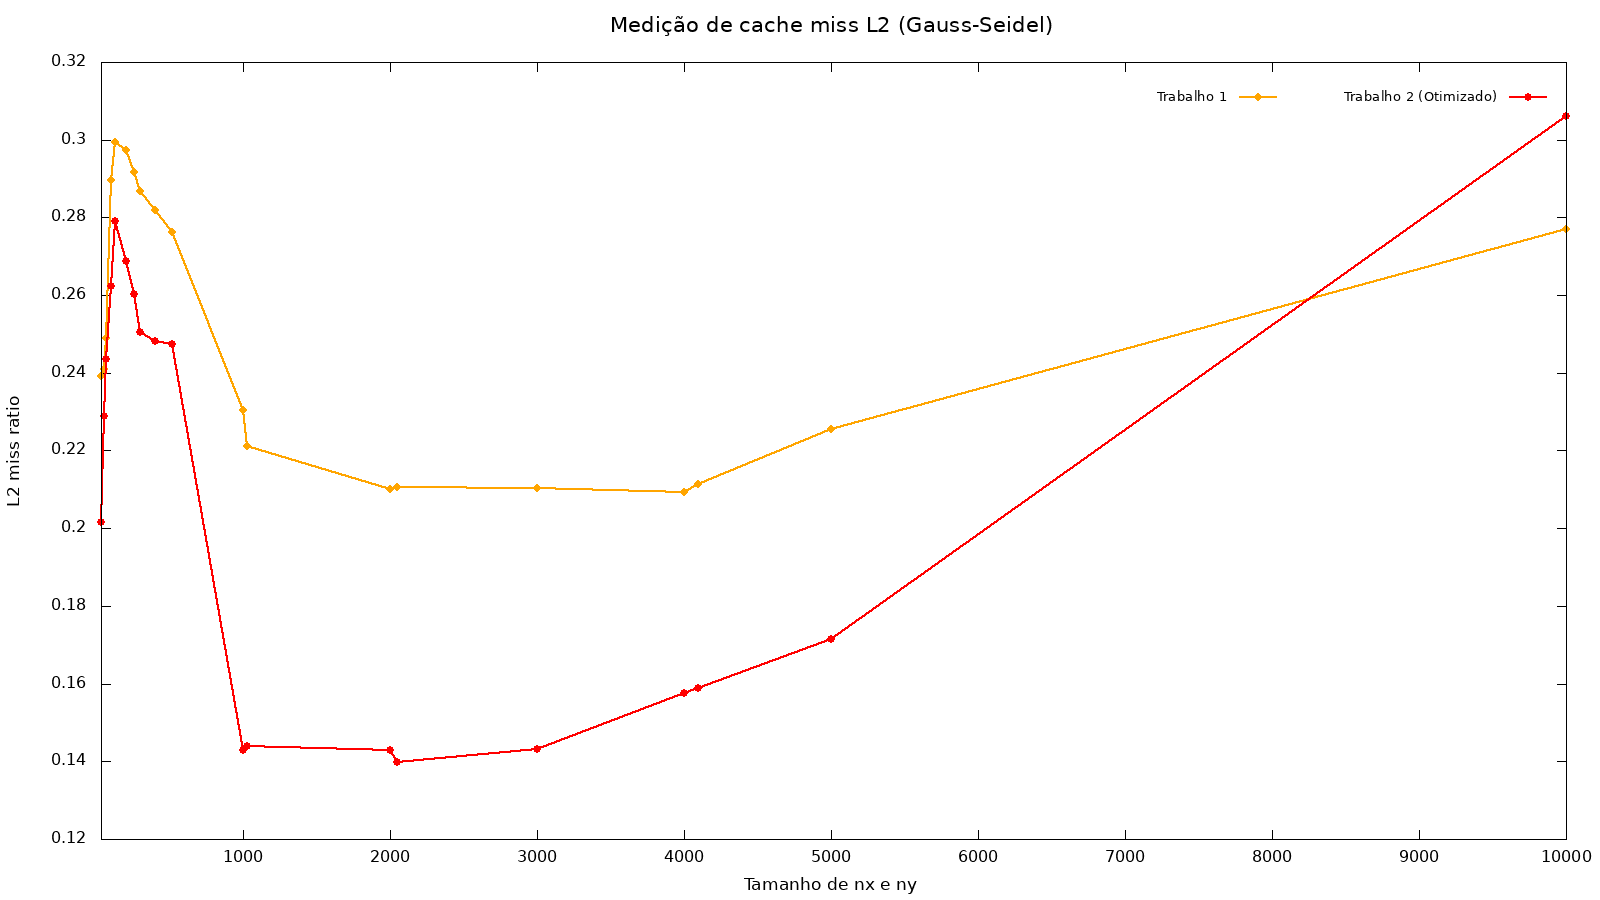 Medição de cache miss L2 (Gauss-Seidel)
Trabalho 1
Trabalho 2 (Otimizado)
L2 miss ratio
0.32
0.3
0.28
0.26
0.24
0.22
0.2
0.18
0.16
0.14
0.12
1000 2000 3000 4000 5000 6000 7000 8000 9000 10000
Tamanho de nx e ny